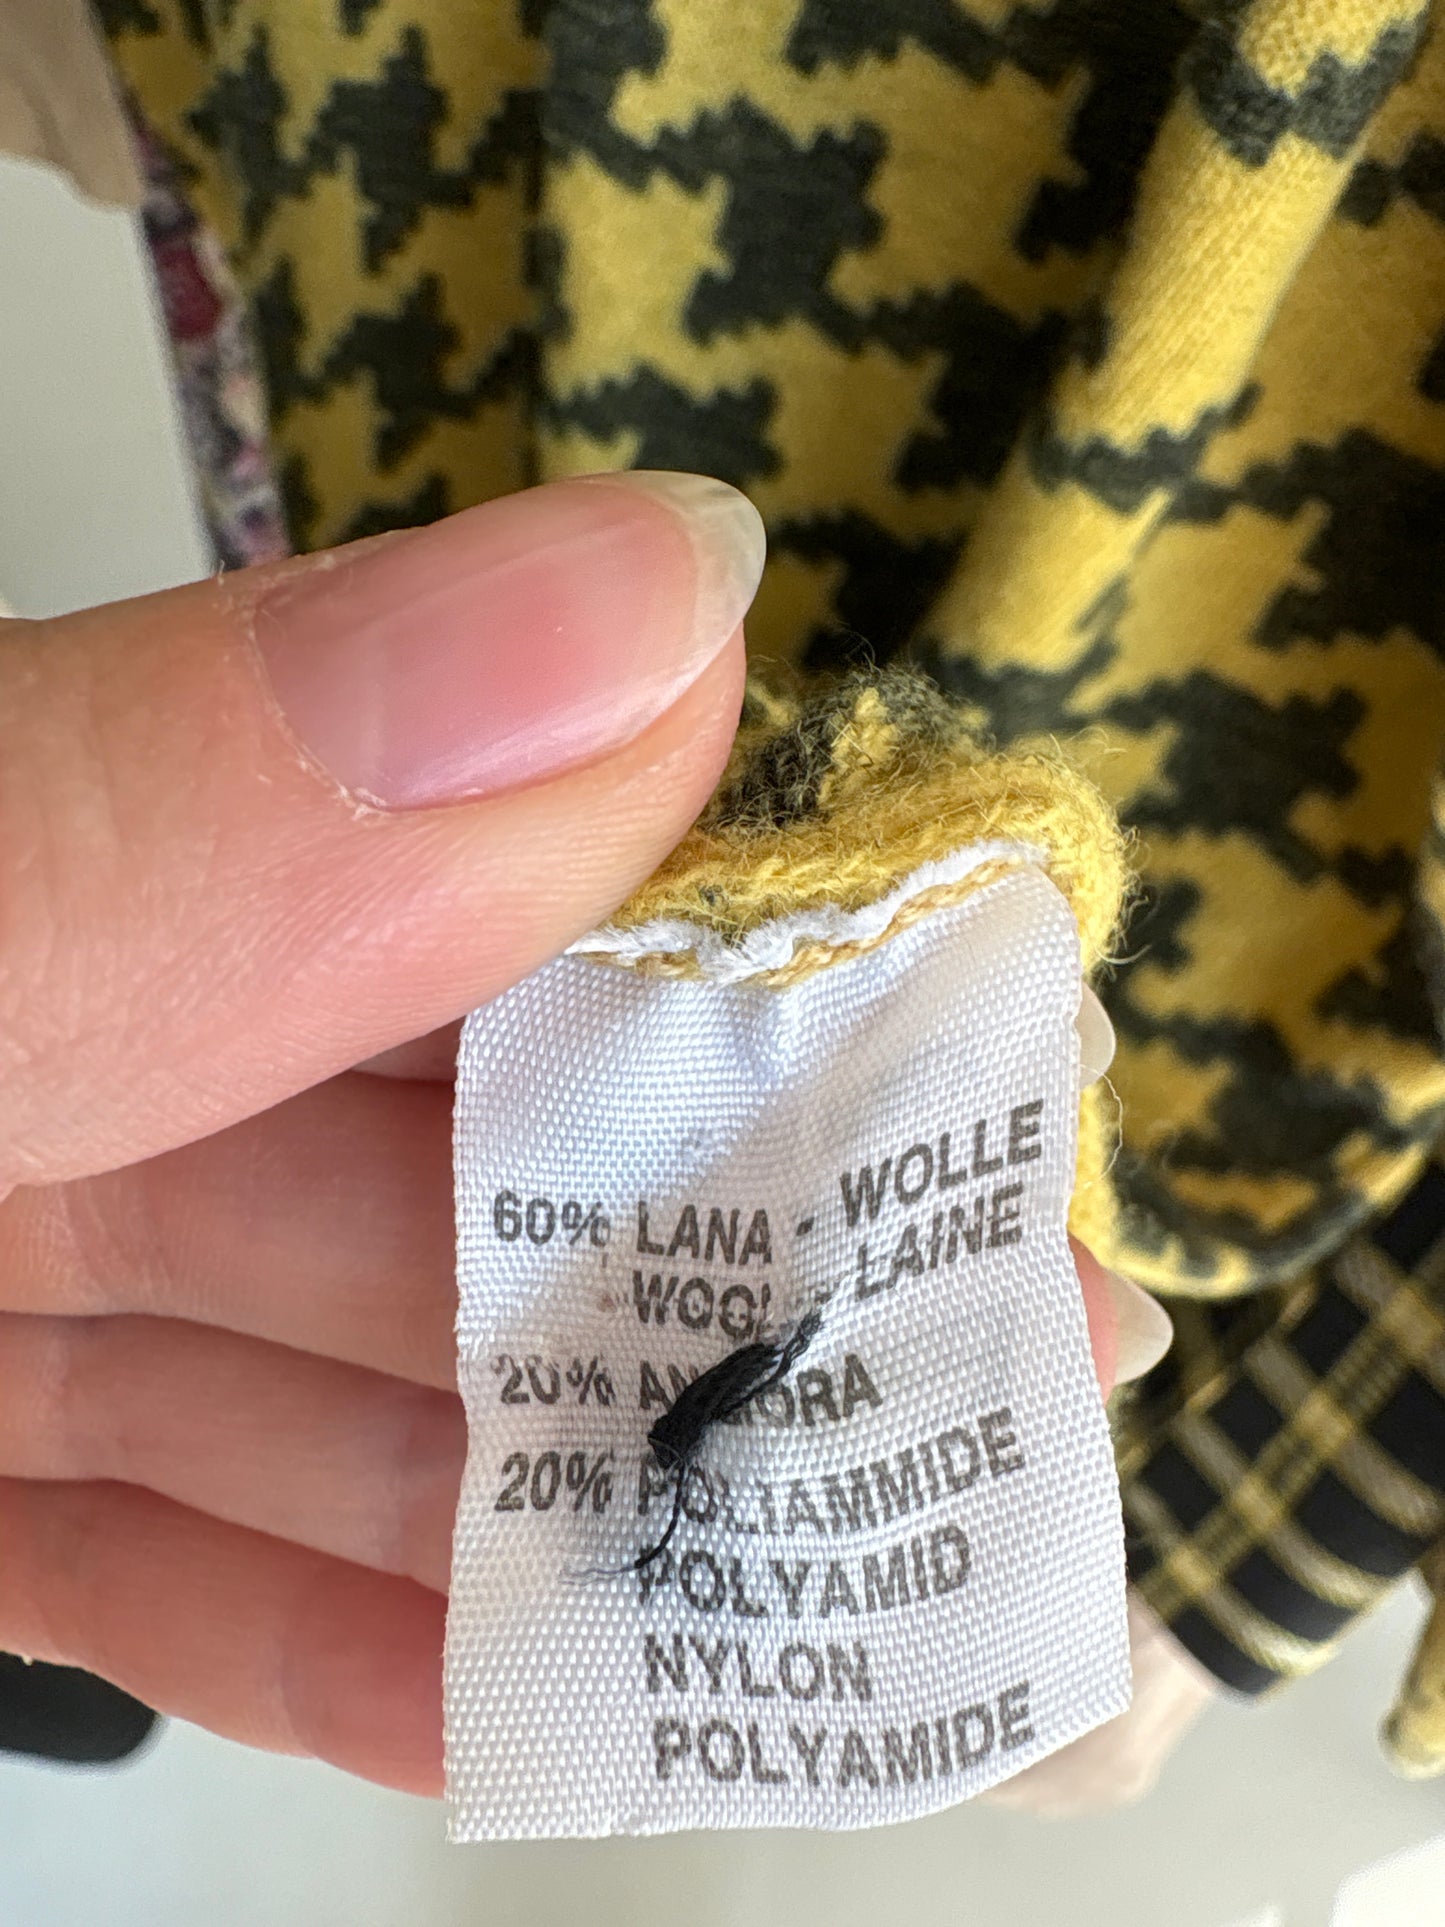 60% LANA - WOLLE
WOOL - LAINE
20% ANGORA
20% POLIAMMIDE
POLYAMID
NYLON
POLYAMIDE